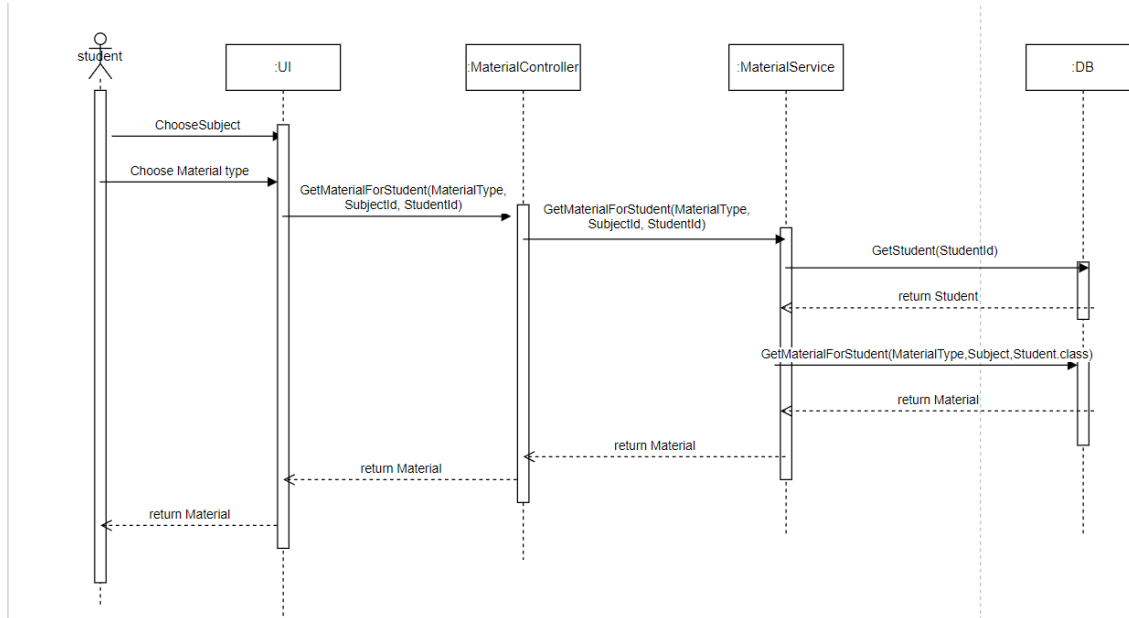 student
:UI
:MaterialController
:MaterialService
:DB
ChooseSubject
Choose Material type
GetMaterialForStudent(MaterialType,
SubjectId, StudentId)
GetMaterialForStudent(MaterialType,
SubjectId, StudentId)
GetStudent(StudentId)
return Student
GetMaterialForStudent(MaterialType,Subject,Student.class)
return Material
return Material
return Material
return Material